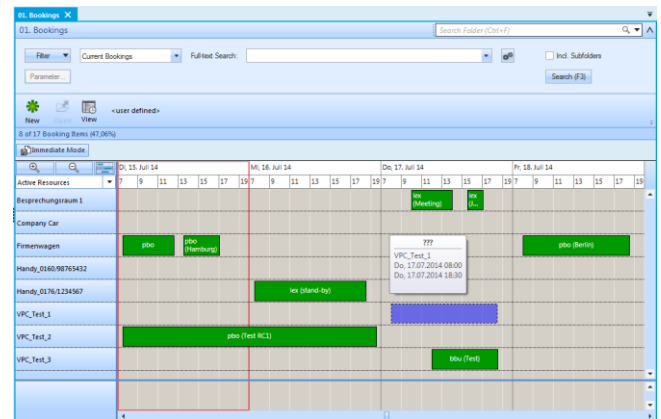 01. Bookings
01. Bookings
Search Folder (Ctrl+F)
Filter
Current Bookings
Full-text Search:
Incl. Subfolders
Parameter...
Search (F3)
New
Open
View
<user defined>
8 of 17 Booking Items (47,06%)
Immediate Mode
Di, 15. Juli 14
Mi, 16. Juli 14
Do, 17. Juli 14
Fr, 18. Juli 14
Active Resources
7 9 11 13 15 17 19 7 9 11 13 15 17 19 7 9 11 13 15 17 19 7 9 11 13 15 17 19
Besprechungsraum 1
lex (Meeting)
lex (J...
Company Car
Firmenwagen
pbo
pbo (Hamburg)
pbo (Berlin)
???
VPC_Test_1
Do, 17.07.2014 08:00
Do, 17.07.2014 18:30
Handy_0160/98765432
Handy_0176/1234567
lex (stand-by)
VPC_Test_1
VPC_Test_2
pbo (Test RC1)
VPC_Test_3
bbu (Test)